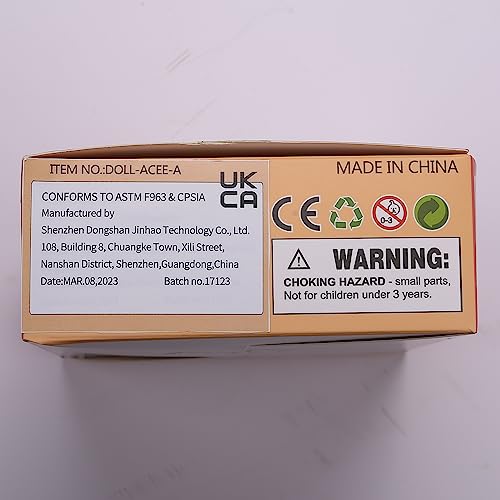 ITEM NO.:DOLL-ACEE-A
MADE IN CHINA
CONFORMS TO ASTM F963 & CPSIA
Manufactured by
Shenzhen Dongshan Jinhao Technology Co., Ltd.
108, Building 8, Chuangke Town, Xili Street,
Nanshan District, Shenzhen,Guangdong,China
Date:MAR.08,2023 Batch no.17123
UK
CA
CE
0-3
WARNING:
CHOKING HAZARD - small parts,
Not for children under 3 years.